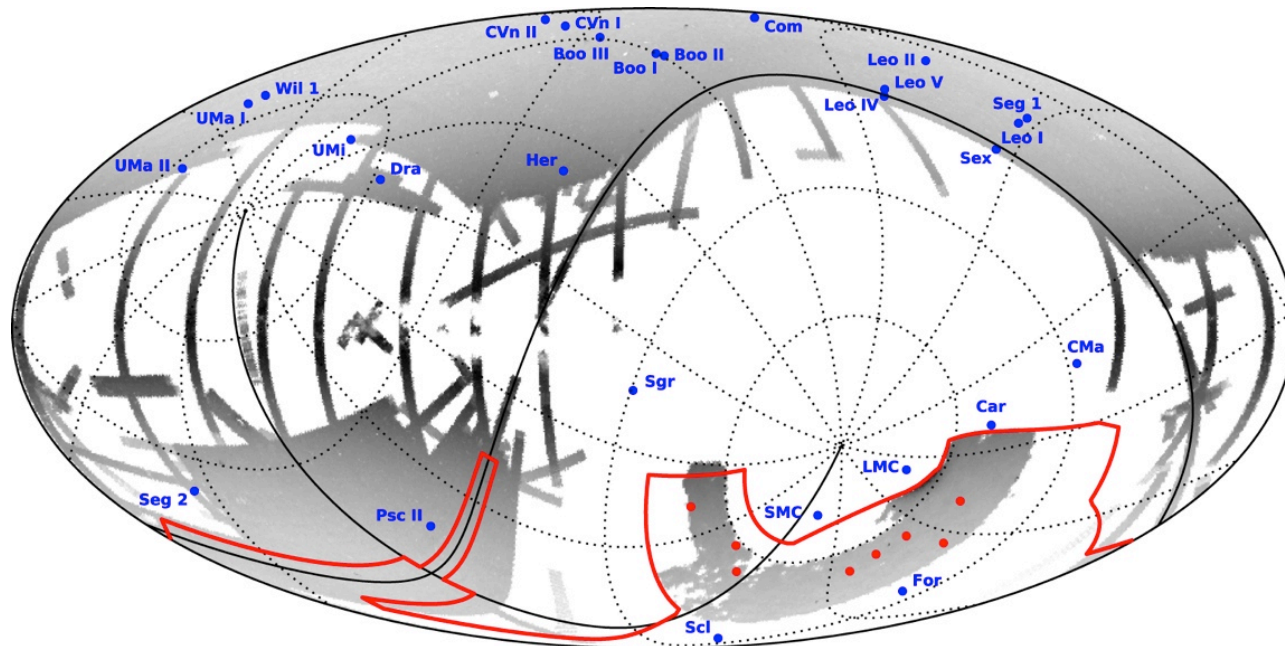 CVn II
CVn I
Com
Boo III
Boo II
Boo I
Leo II
Leo V
Leo IV
Wil 1
UMa I
Seg 1
Leo I
UMi
Sex
UMa II
Dra
Her
CMa
Sgr
Car
LMC
Seg 2
Psc II
SMC
For
Scl